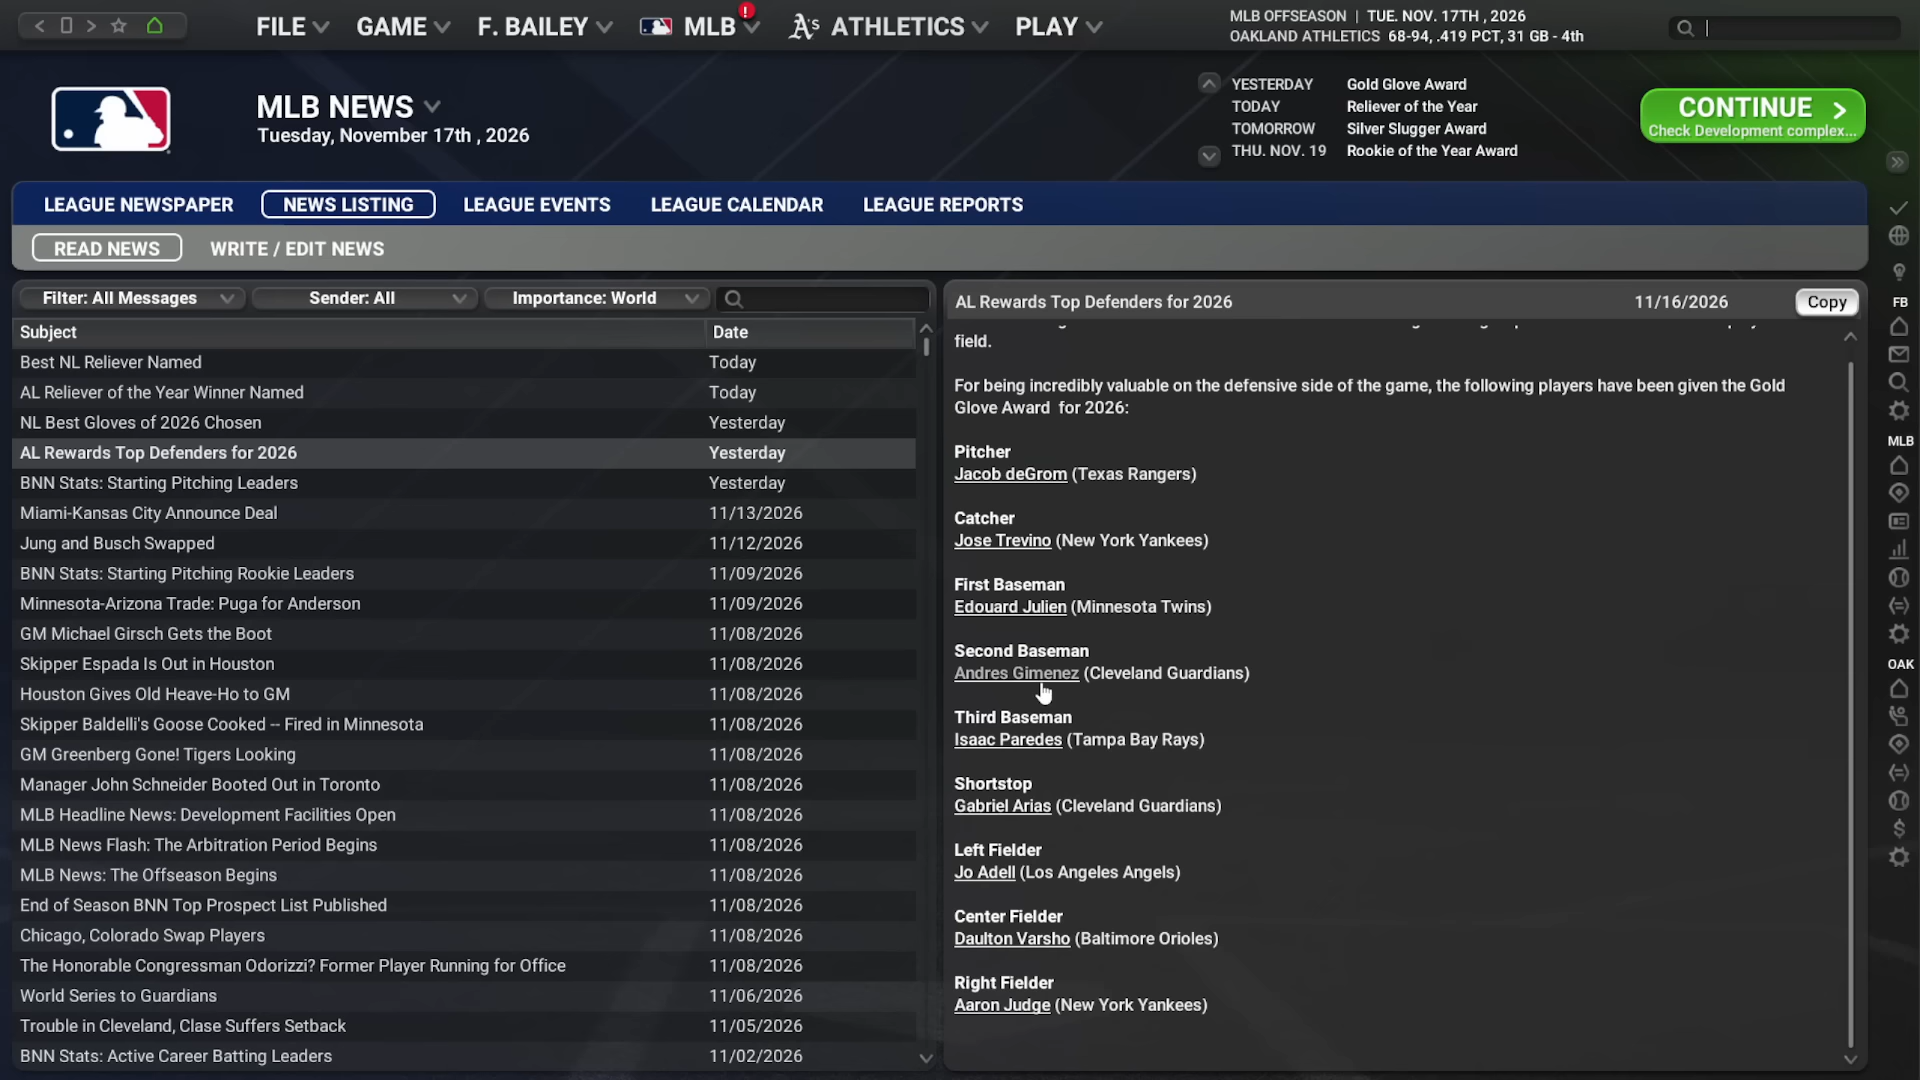 FILE GAME F. BAILEY MLB ! A's ATHLETICS PLAY
MLB OFFSEASON | TUE. NOV. 17TH , 2026
OAKLAND ATHLETICS 68-94, .419 PCT, 31 GB - 4th
MLB NEWS
Tuesday, November 17th , 2026
YESTERDAY Gold Glove Award
TODAY Reliever of the Year
TOMORROW Silver Slugger Award
THU. NOV. 19 Rookie of the Year Award
CONTINUE
Check Development complex...
LEAGUE NEWSPAPER NEWS LISTING LEAGUE EVENTS LEAGUE CALENDAR LEAGUE REPORTS
READ NEWS WRITE / EDIT NEWS
Filter: All Messages Sender: All Importance: World
Subject Date
Best NL Reliever Named Today
AL Reliever of the Year Winner Named Today
NL Best Gloves of 2026 Chosen Yesterday
AL Rewards Top Defenders for 2026 Yesterday
BNN Stats: Starting Pitching Leaders Yesterday
Miami-Kansas City Announce Deal 11/13/2026
Jung and Busch Swapped 11/12/2026
BNN Stats: Starting Pitching Rookie Leaders 11/09/2026
Minnesota-Arizona Trade: Puga for Anderson 11/09/2026
GM Michael Girsch Gets the Boot 11/08/2026
Skipper Espada Is Out in Houston 11/08/2026
Houston Gives Old Heave-Ho to GM 11/08/2026
Skipper Baldelli's Goose Cooked -- Fired in Minnesota 11/08/2026
GM Greenberg Gone! Tigers Looking 11/08/2026
Manager John Schneider Booted Out in Toronto 11/08/2026
MLB Headline News: Development Facilities Open 11/08/2026
MLB News Flash: The Arbitration Period Begins 11/08/2026
MLB News: The Offseason Begins 11/08/2026
End of Season BNN Top Prospect List Published 11/08/2026
Chicago, Colorado Swap Players 11/08/2026
The Honorable Congressman Odorizzi? Former Player Running for Office 11/08/2026
World Series to Guardians 11/06/2026
Trouble in Cleveland, Clase Suffers Setback 11/05/2026
BNN Stats: Active Career Batting Leaders 11/02/2026
AL Rewards Top Defenders for 2026 11/16/2026 Copy
field.
For being incredibly valuable on the defensive side of the game, the following players have been given the Gold
Glove Award for 2026:
Pitcher
Jacob deGrom (Texas Rangers)
Catcher
Jose Trevino (New York Yankees)
First Baseman
Edouard Julien (Minnesota Twins)
Second Baseman
Andres Gimenez (Cleveland Guardians)
Third Baseman
Isaac Paredes (Tampa Bay Rays)
Shortstop
Gabriel Arias (Cleveland Guardians)
Left Fielder
Jo Adell (Los Angeles Angels)
Center Fielder
Daulton Varsho (Baltimore Orioles)
Right Fielder
Aaron Judge (New York Yankees)
FB
MLB
OAK